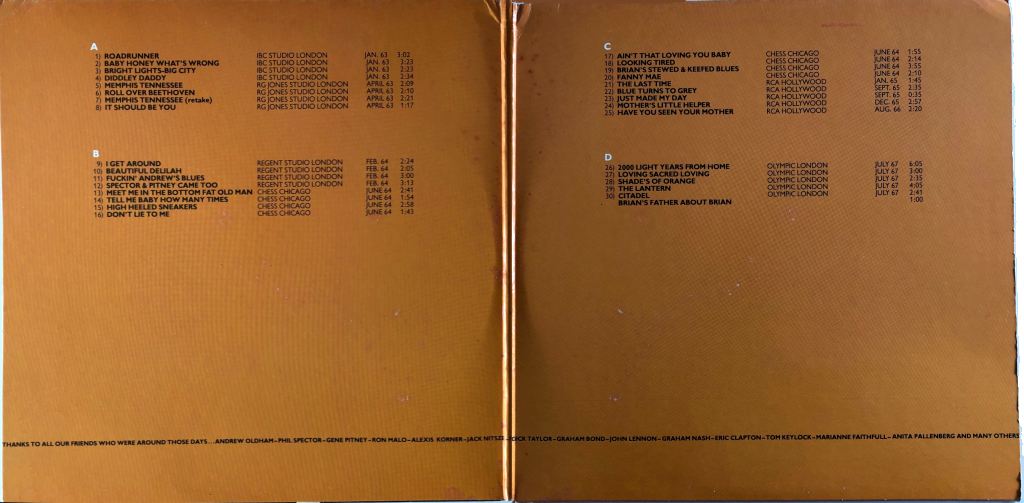 A
1) ROADRUNNER IBC STUDIO LONDON JAN. 63 3:02
2) BABY HONEY WHAT'S WRONG IBC STUDIO LONDON JAN. 63 3:23
3) BRIGHT LIGHTS-BIG CITY IBC STUDIO LONDON JAN. 63 2:23
4) DIDDLEY DADDY IBC STUDIO LONDON JAN. 63 2:34
5) MEMPHIS TENNESSEE RG JONES STUDIO LONDON APRIL 63 2:09
6) ROLL OVER BEETHOVEN RG JONES STUDIO LONDON APRIL 63 2:10
7) MEMPHIS TENNESSEE (retake) RG JONES STUDIO LONDON APRIL 63 2:21
8) IT SHOULD BE YOU RG JONES STUDIO LONDON APRIL 63 1:17
B
9) I GET AROUND REGENT STUDIO LONDON FEB. 64 2:24
10) BEAUTIFUL DELILAH REGENT STUDIO LONDON FEB. 64 2:05
11) FUCKIN' ANDREW'S BLUES REGENT STUDIO LONDON FEB. 64 3:00
12) SPECTOR & PITNEY CAME TOO REGENT STUDIO LONDON FEB. 64 3:13
13) MEET ME IN THE BOTTOM FAT OLD MAN CHESS CHICAGO JUNE 64 2:41
14) TELL ME BABY HOW MANY TIMES CHESS CHICAGO JUNE 64 1:54
15) HIGH HEELED SNEAKERS CHESS CHICAGO JUNE 64 2:58
16) DON'T LIE TO ME CHESS CHICAGO JUNE 64 1:43
C
17) AIN'T THAT LOVING YOU BABY CHESS CHICAGO JUNE 64 1:55
18) LOOKING TIRED CHESS CHICAGO JUNE 64 2:14
19) BRIAN'S STEWED & KEEFED BLUES CHESS CHICAGO JUNE 64 3:55
20) FANNY MAE CHESS CHICAGO JUNE 64 2:10
21) THE LAST TIME RCA HOLLYWOOD JAN. 65 1:45
22) BLUE TURNS TO GREY RCA HOLLYWOOD SEPT. 65 2:35
23) JUST MADE MY DAY RCA HOLLYWOOD SEPT. 65 0:35
24) MOTHER'S LITTLE HELPER RCA HOLLYWOOD DEC. 65 2:57
25) HAVE YOU SEEN YOUR MOTHER RCA HOLLYWOOD AUG. 66 2:20
D
26) 2000 LIGHT YEARS FROM HOME OLYMPIC LONDON JULY 67 6:05
27) LOVING SACRED LOVING OLYMPIC LONDON JULY 67 3:00
28) SHADE'S OF ORANGE OLYMPIC LONDON JULY 67 2:35
29) THE LANTERN OLYMPIC LONDON JULY 67 4:05
30) CITADEL OLYMPIC LONDON JULY 67 2:41
BRIAN'S FATHER ABOUT BRIAN 1:00
THANKS TO ALL OUR FRIENDS WHO WERE AROUND THOSE DAYS...ANDREW OLDHAM–PHIL SPECTOR–GENE PITNEY–RON MALO–ALEXIS KORNER–JACK NITSZE–DICK TAYLOR–GRAHAM BOND–JOHN LENNON–GRAHAM NASH–ERIC CLAPTON–TOM KEYLOCK–MARIANNE FAITHFULL–ANITA PALLENBERG AND MANY OTHERS